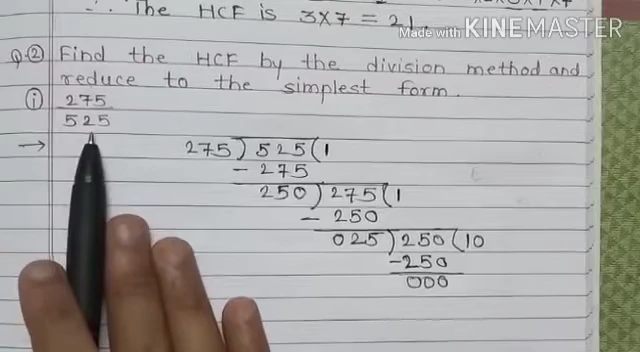 ∴ The HCF is 3×7 = 21.
Made with KINEMASTER
Q② Find the HCF by the division method and
reduce to the simplest form.
ⓘ 275
525
→ 275) 525(1
- 275
250) 275(1
- 250
025) 250(10
-250
000